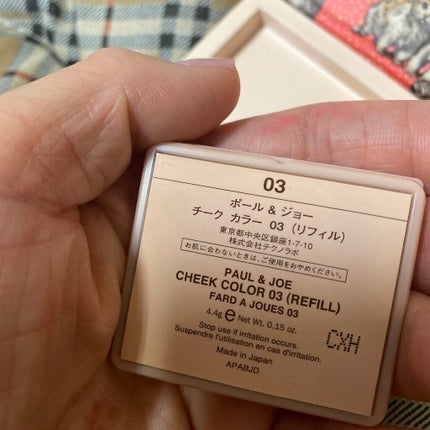 03
ポール & ジョー
チーク カラー 03 (リフィル)
東京都中央区銀座1-7-10
株式会社テクノラボ
お肌に合わないときは、ご使用をおやめください。
PAUL & JOE
CHEEK COLOR 03 (REFILL)
FARD A JOUES 03
4.4g ℮ Net Wt. 0.15 oz.
Stop use if irritation occurs.
Suspendre l'utilisation en cas d'irritation.
Made in Japan
APABJD
CXH